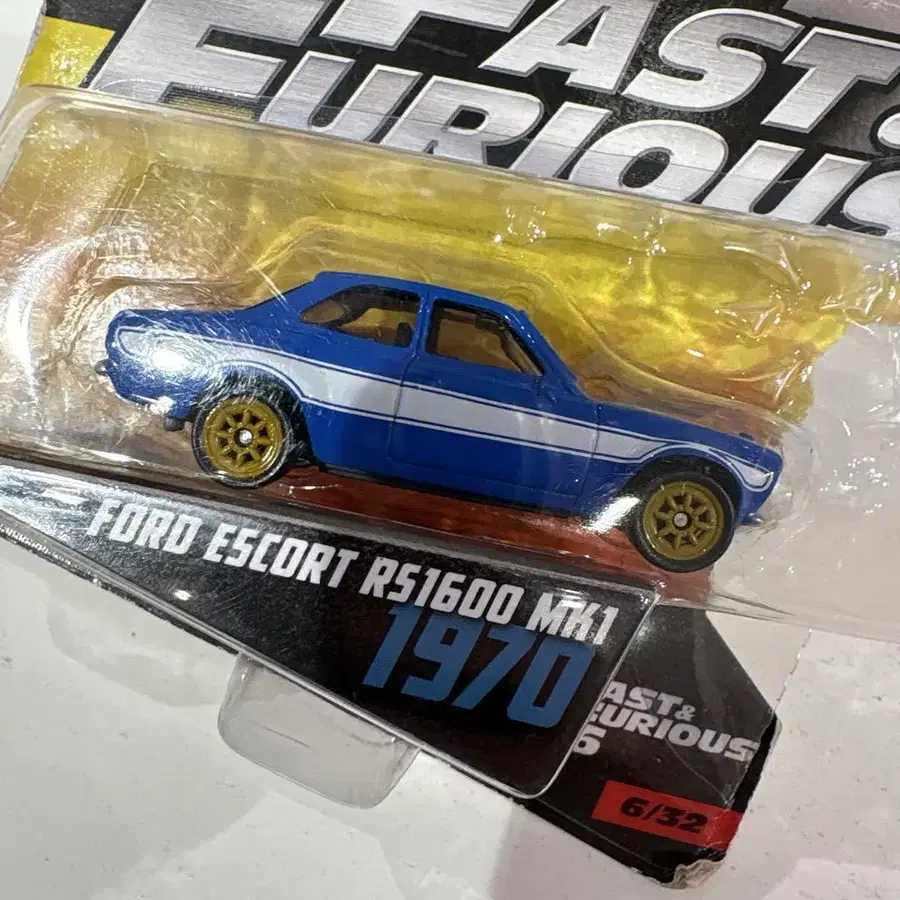 FAST &
FURIOUS
FORD ESCORT RS1600 MK1
1970
FAST &
FURIOUS
6
6/32